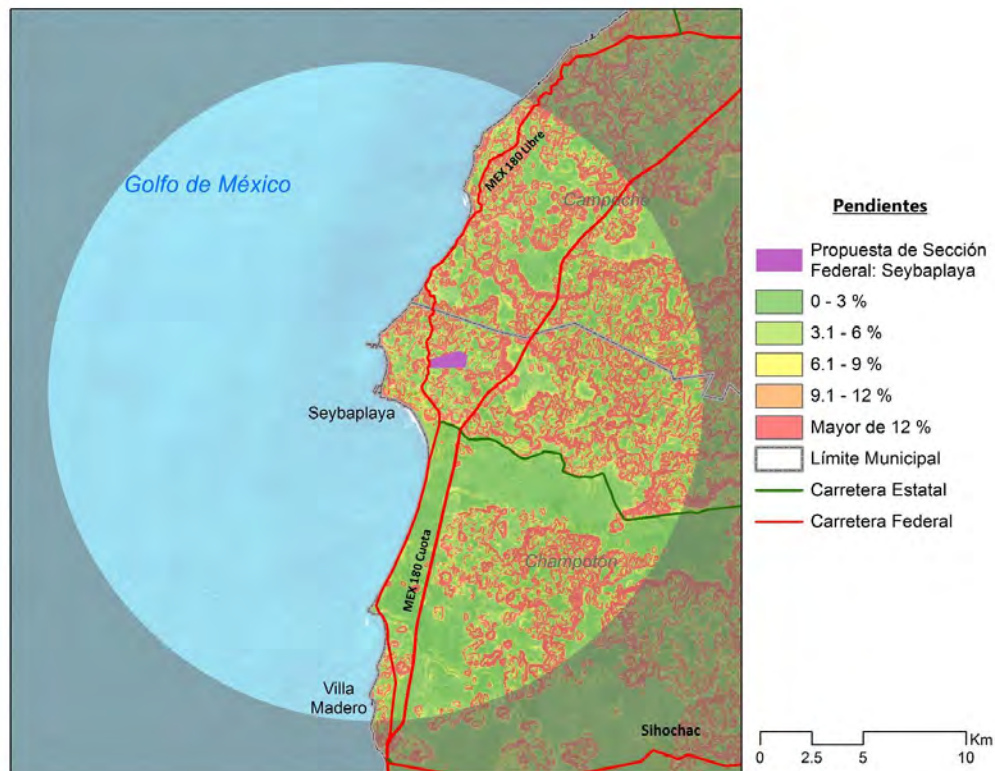 Golfo de México
MEX 180 Libre
Campeche
Seybaplaya
MEX 180 Cuota
Champotón
Villa
Madero
Sihochac
Pendientes
Propuesta de Sección
Federal: Seybaplaya
0 - 3 %
3.1 - 6 %
6.1 - 9 %
9.1 - 12 %
Mayor de 12 %
Límite Municipal
Carretera Estatal
Carretera Federal
Km
0 2.5 5 10